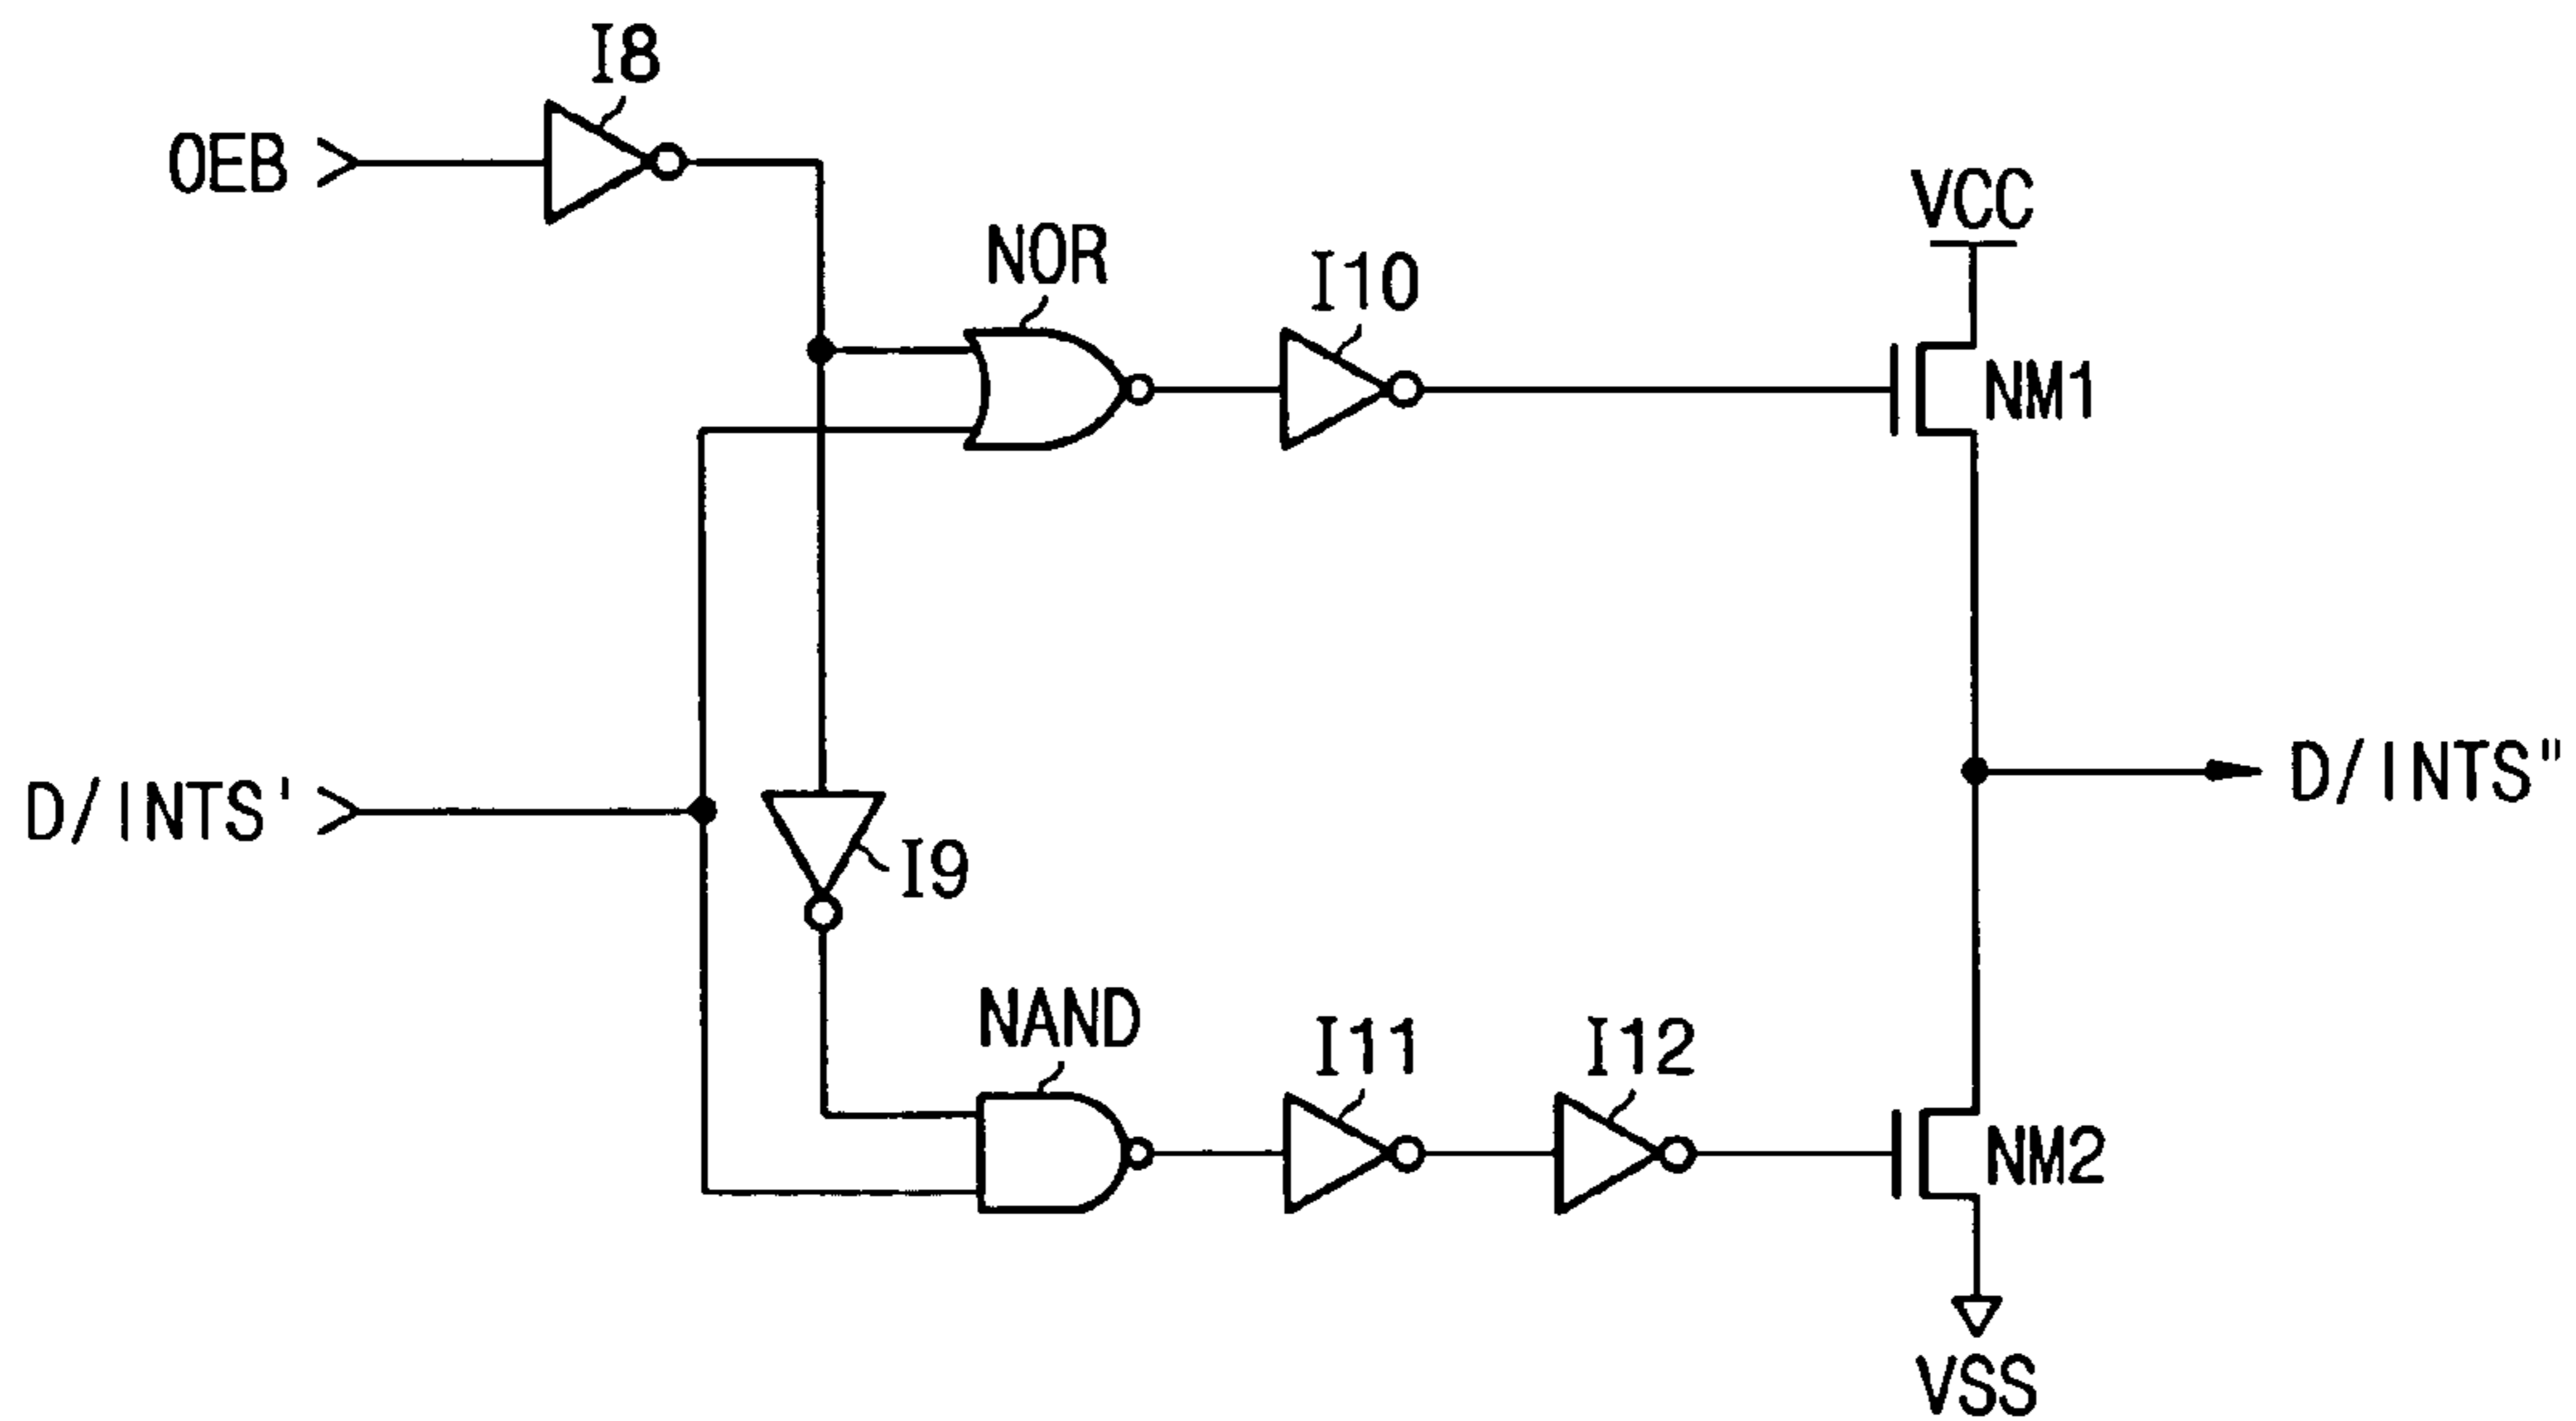 I8
OEB
VCC
NOR
I10
NM1
D/INTS'
D/INTS"
I9
NAND
I11
I12
NM2
VSS